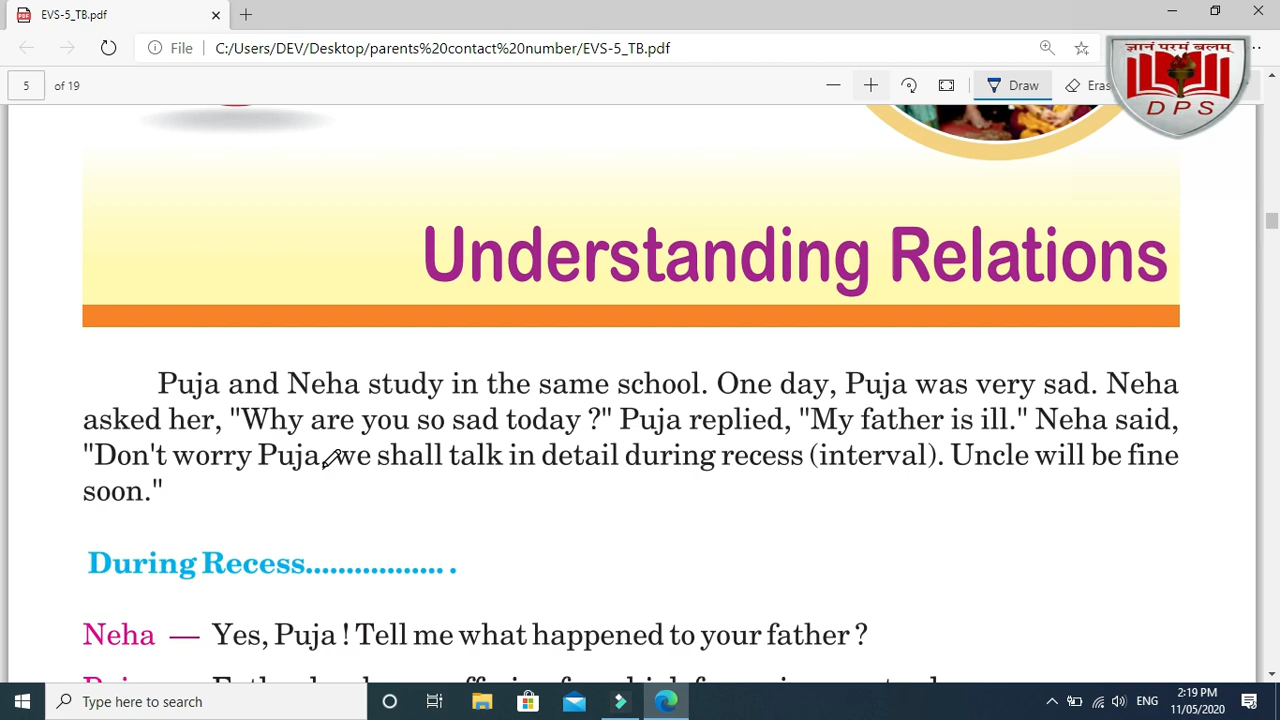 EVS-5_TB.pdf
File
C:/Users/DEV/Desktop/parents%20contact%20number/EVS-5_TB.pdf
ज्ञानं परमं बलम्
5 of 19
Draw
DPS
Understanding Relations
Puja and Neha study in the same school. One day, Puja was very sad. Neha
asked her, "Why are you so sad today ?" Puja replied, "My father is ill." Neha said,
"Don't worry Puja, we shall talk in detail during recess (interval). Uncle will be fine
soon."
During Recess................. .
Neha — Yes, Puja ! Tell me what happened to your father ?
Type here to search
ENG
2:19 PM
11/05/2020